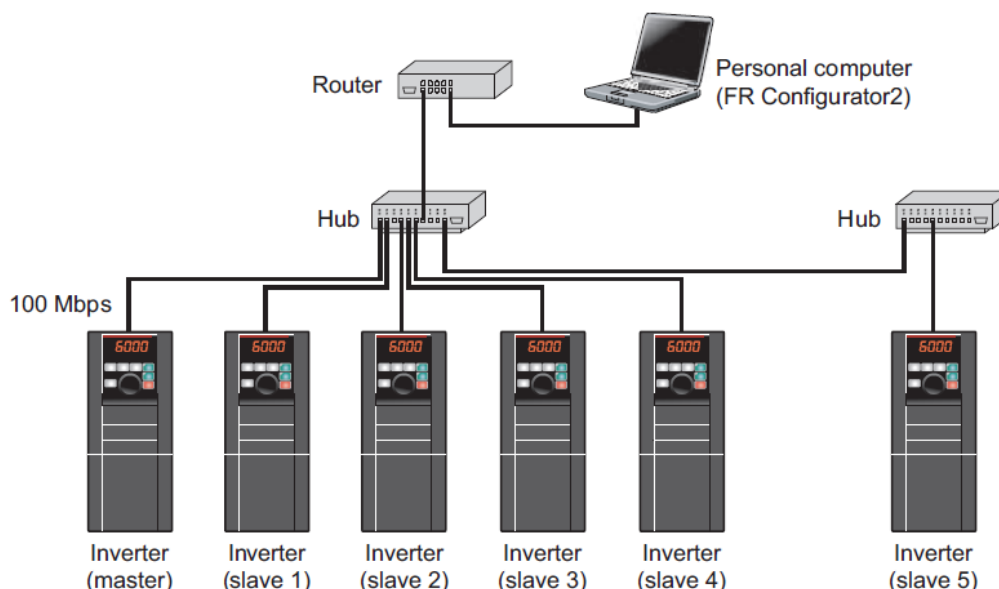 Router
Personal computer
(FR Configurator2)
Hub
Hub
100 Mbps
6000
6000
6000
6000
6000
6000
Inverter
(master)
Inverter
(slave 1)
Inverter
(slave 2)
Inverter
(slave 3)
Inverter
(slave 4)
Inverter
(slave 5)